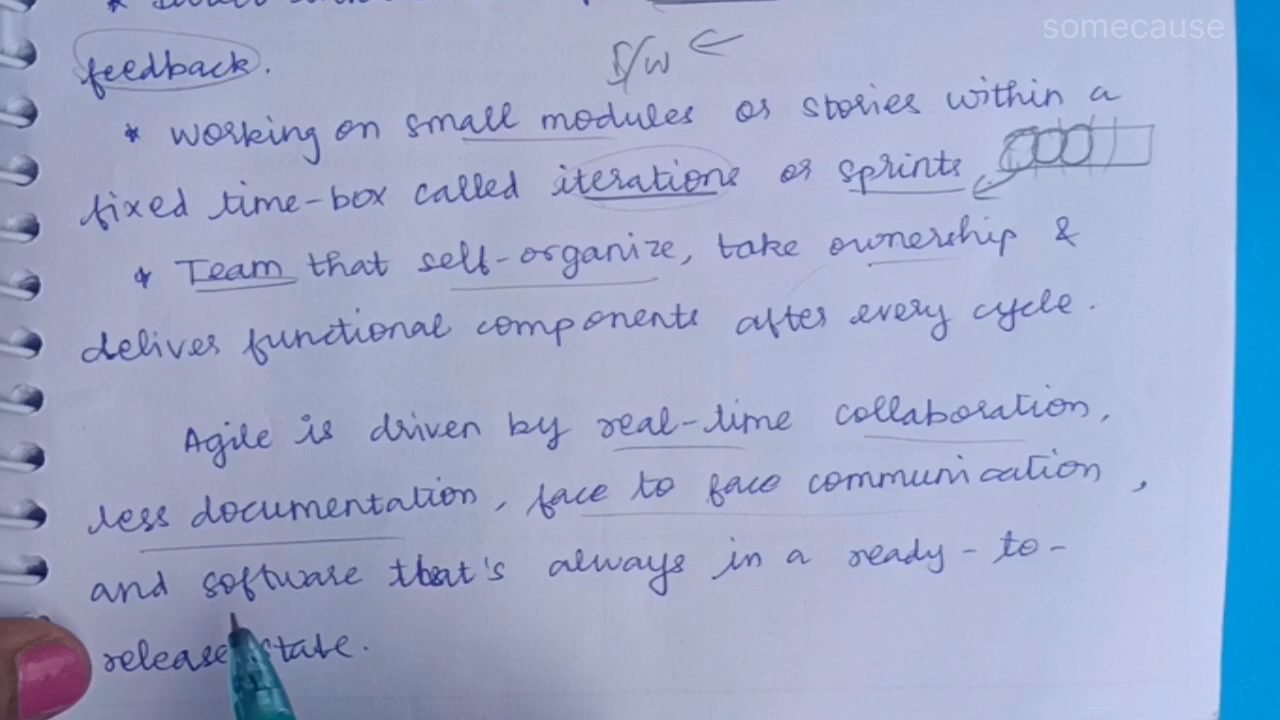 somecause
feedback.
S/W ←
* working on small modules or stories within a
fixed time-box called iterations or sprints.
* Team that self-organize, take ownership &
deliver functional components after every cycle.
Agile is driven by real-time collaboration,
less documentation, face to face communication,
and software that's always in a ready-to-
release state.